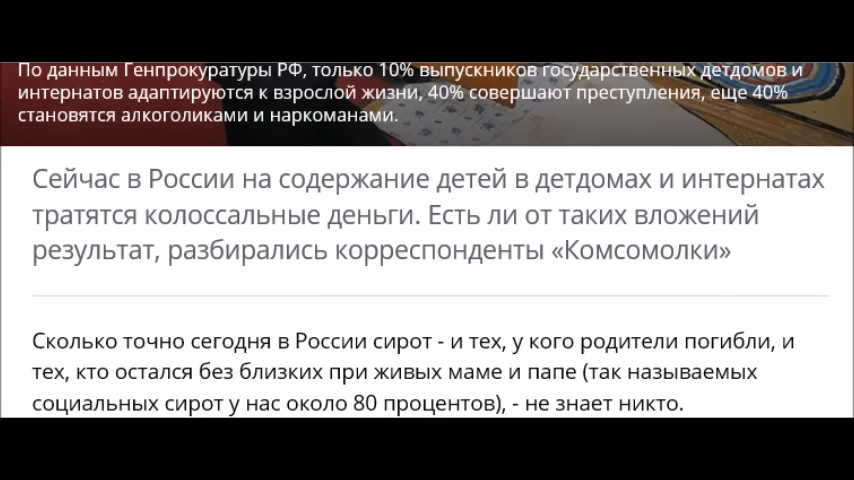 По данным Генпрокуратуры РФ, только 10% выпускников государственных детдомов и
интернатов адаптируются к взрослой жизни, 40% совершают преступления, еще 40%
становятся алкоголиками и наркоманами.
Сейчас в России на содержание детей в детдомах и интернатах
тратятся колоссальные деньги. Есть ли от таких вложений
результат, разбирались корреспонденты «Комсомолки»
Сколько точно сегодня в России сирот - и тех, у кого родители погибли, и
тех, кто остался без близких при живых маме и папе (так называемых
социальных сирот у нас около 80 процентов), - не знает никто.